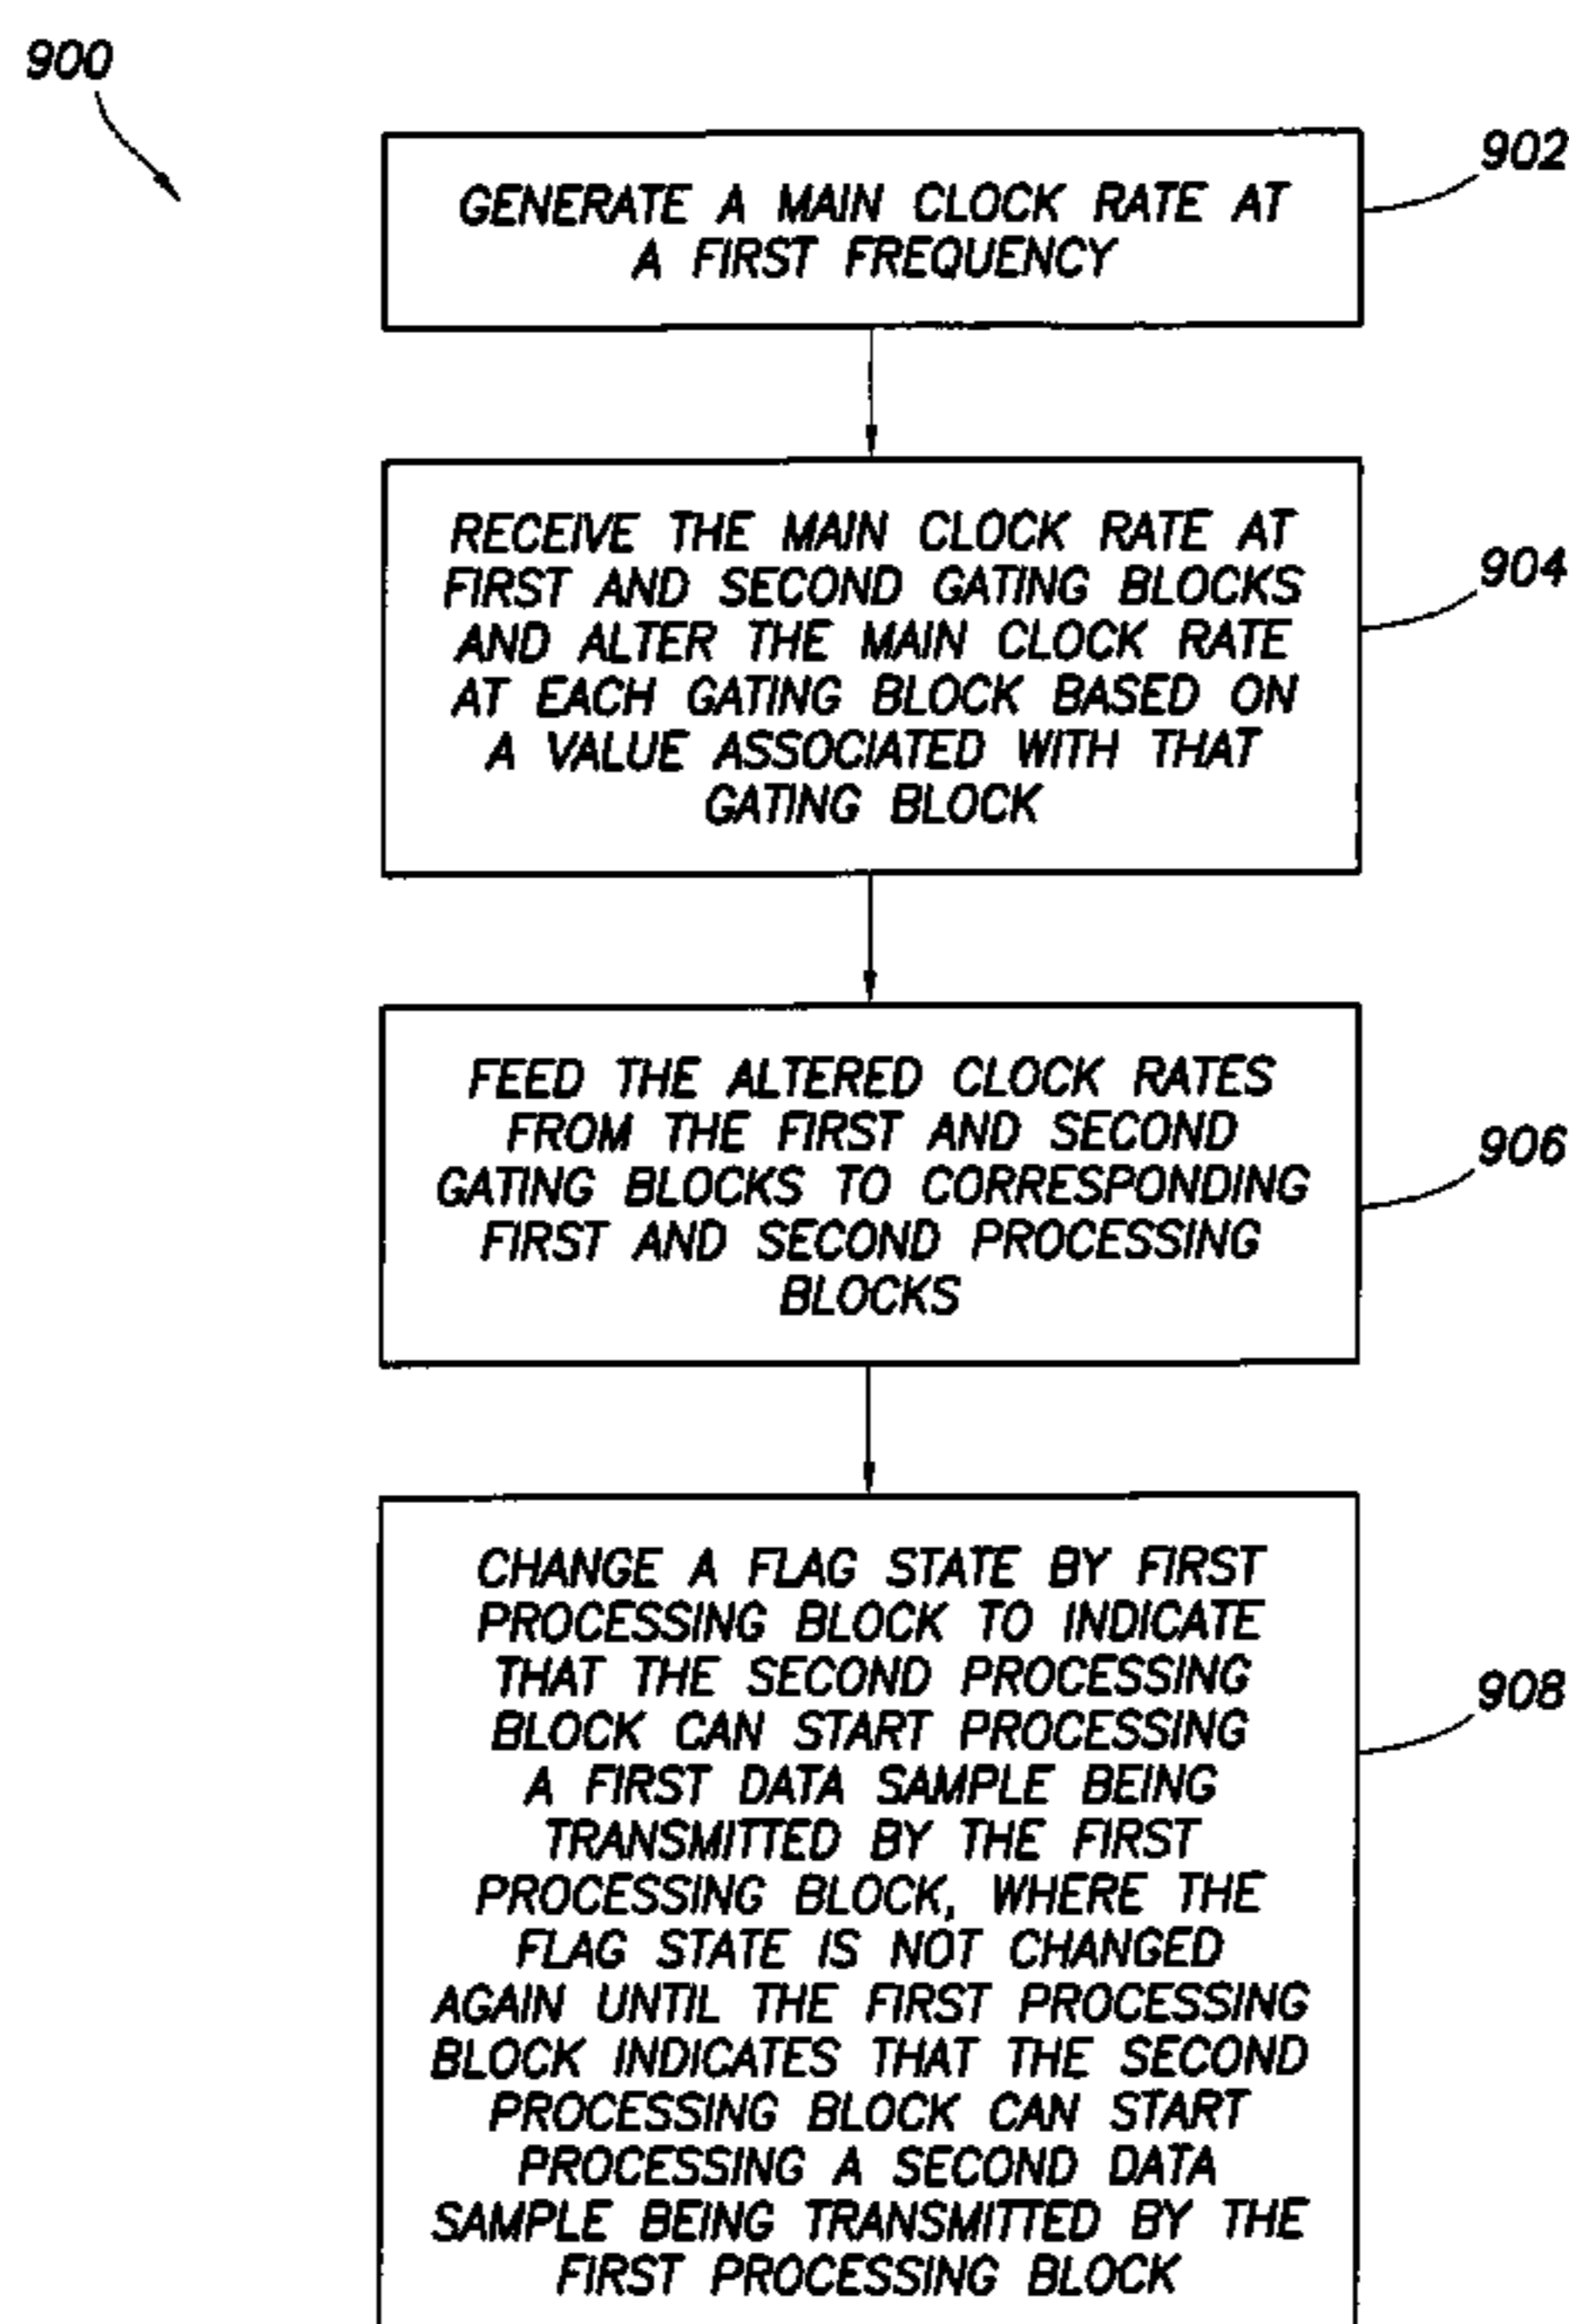 900
902
GENERATE A MAIN CLOCK RATE AT
A FIRST FREQUENCY
904
RECEIVE THE MAIN CLOCK RATE AT
FIRST AND SECOND GATING BLOCKS
AND ALTER THE MAIN CLOCK RATE
AT EACH GATING BLOCK BASED ON
A VALUE ASSOCIATED WITH THAT
GATING BLOCK
906
FEED THE ALTERED CLOCK RATES
FROM THE FIRST AND SECOND
GATING BLOCKS TO CORRESPONDING
FIRST AND SECOND PROCESSING
BLOCKS
908
CHANGE A FLAG STATE BY FIRST
PROCESSING BLOCK TO INDICATE
THAT THE SECOND PROCESSING
BLOCK CAN START PROCESSING
A FIRST DATA SAMPLE BEING
TRANSMITTED BY THE FIRST
PROCESSING BLOCK, WHERE THE
FLAG STATE IS NOT CHANGED
AGAIN UNTIL THE FIRST PROCESSING
BLOCK INDICATES THAT THE SECOND
PROCESSING BLOCK CAN START
PROCESSING A SECOND DATA
SAMPLE BEING TRANSMITTED BY THE
FIRST PROCESSING BLOCK